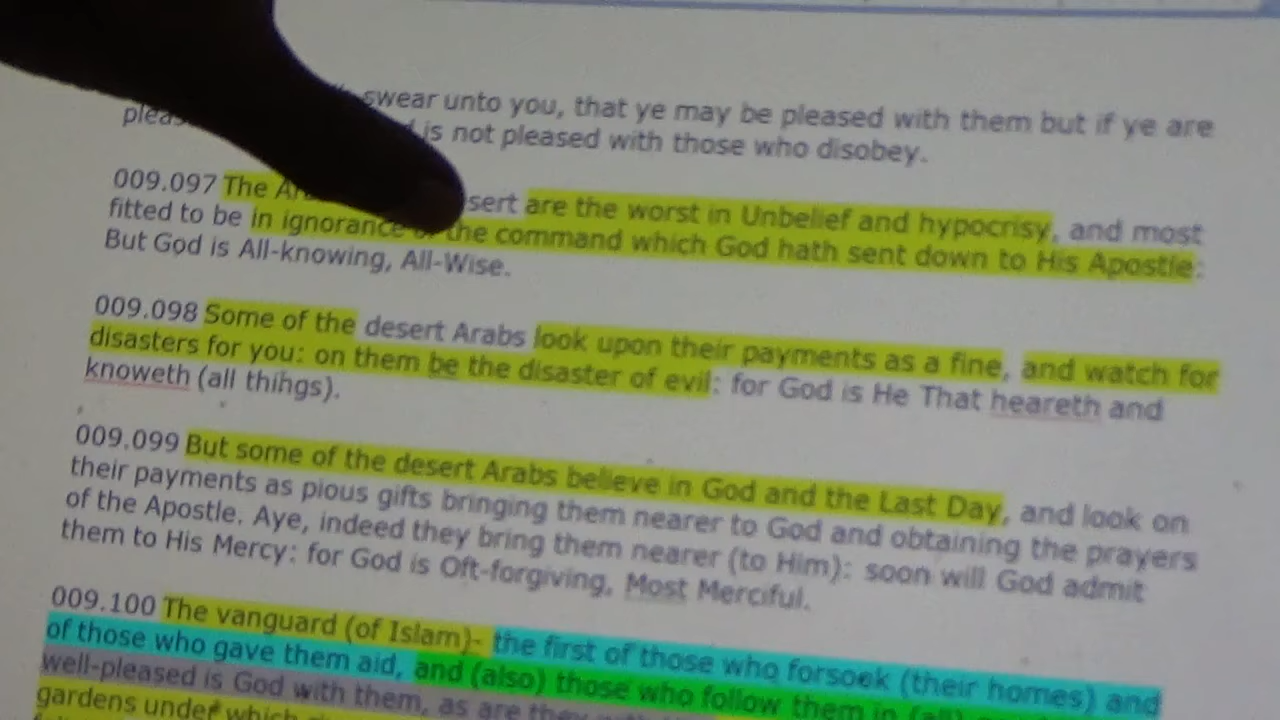 swear unto you, that ye may be pleased with them but if ye are
is not pleased with those who disobey.
009.097 The are the worst in Unbelief and hypocrisy, and most
fitted to be in ignorance the command which God hath sent down to His Apostle:
But God is All-knowing, All-Wise.
009.098 Some of the desert Arabs look upon their payments as a fine, and watch for
disasters for you: on them be the disaster of evil: for God is He That heareth and
knoweth (all things).
009.099 But some of the desert Arabs believe in God and the Last Day, and look on
their payments as pious gifts bringing them nearer to God and obtaining the prayers
of the Apostle. Aye, indeed they bring them nearer (to Him): soon will God admit
them to His Mercy: for God is Oft-forgiving, Most Merciful.
009.100 The vanguard (of Islam)- the first of those who forsook (their homes) and
of those who gave them aid, and (also) those who follow them in (all)
well-pleased is God with them, as are they
gardens under which